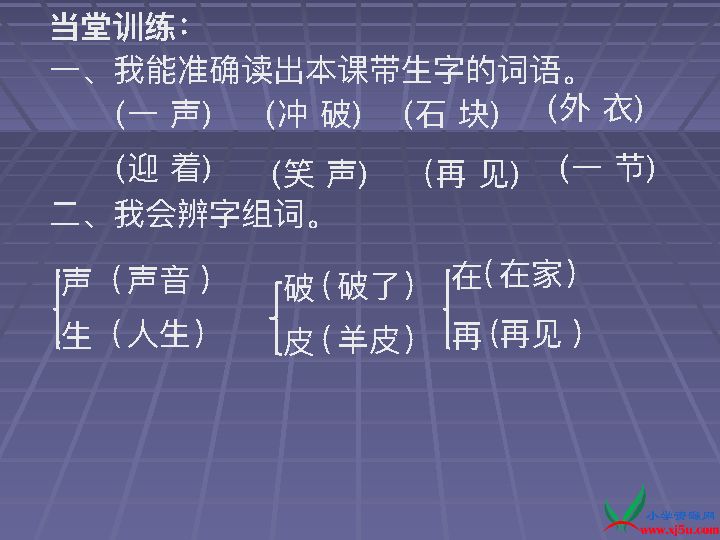 当堂训练：
一、我能准确读出本课带生字的词语。
(一 声) (冲 破) (石 块) (外 衣)
(迎 着) (笑 声) (再 见) (一 节)
二、我会辨字组词。
声（声音 ） 破（破了） 在（在家）
生（人生） 皮（羊皮） 再（再见 ）
小学资源网
www.xj5u.com